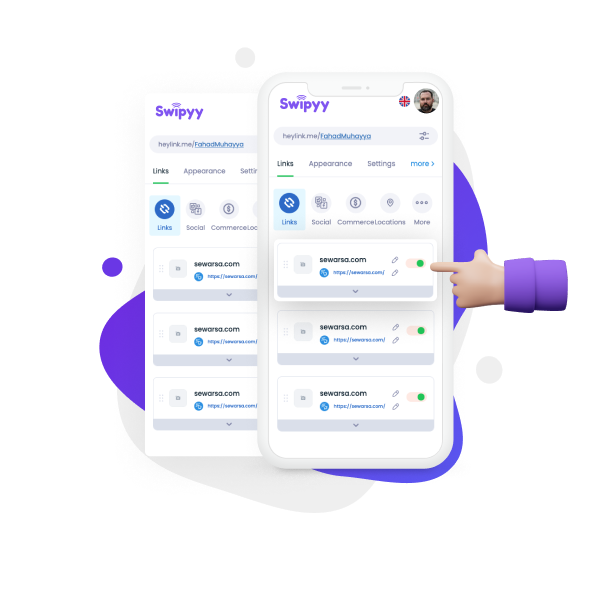 Swipyy
heylink.me/FahadMuhayya
Links Appearance Settin
Links Social Commerce Loc
sewarsa.com
https://sewarsa.com/
sewarsa.com
https://sewarsa.com/
sewarsa.com
https://sewarsa.com/
Swipyy
heylink.me/FahadMuhayya
Links Appearance Settings more
Links Social Commerce Locations More
sewarsa.com
https://sewarsa.com/
sewarsa.com
https://sewarsa.com/
sewarsa.com
https://sewarsa.com/